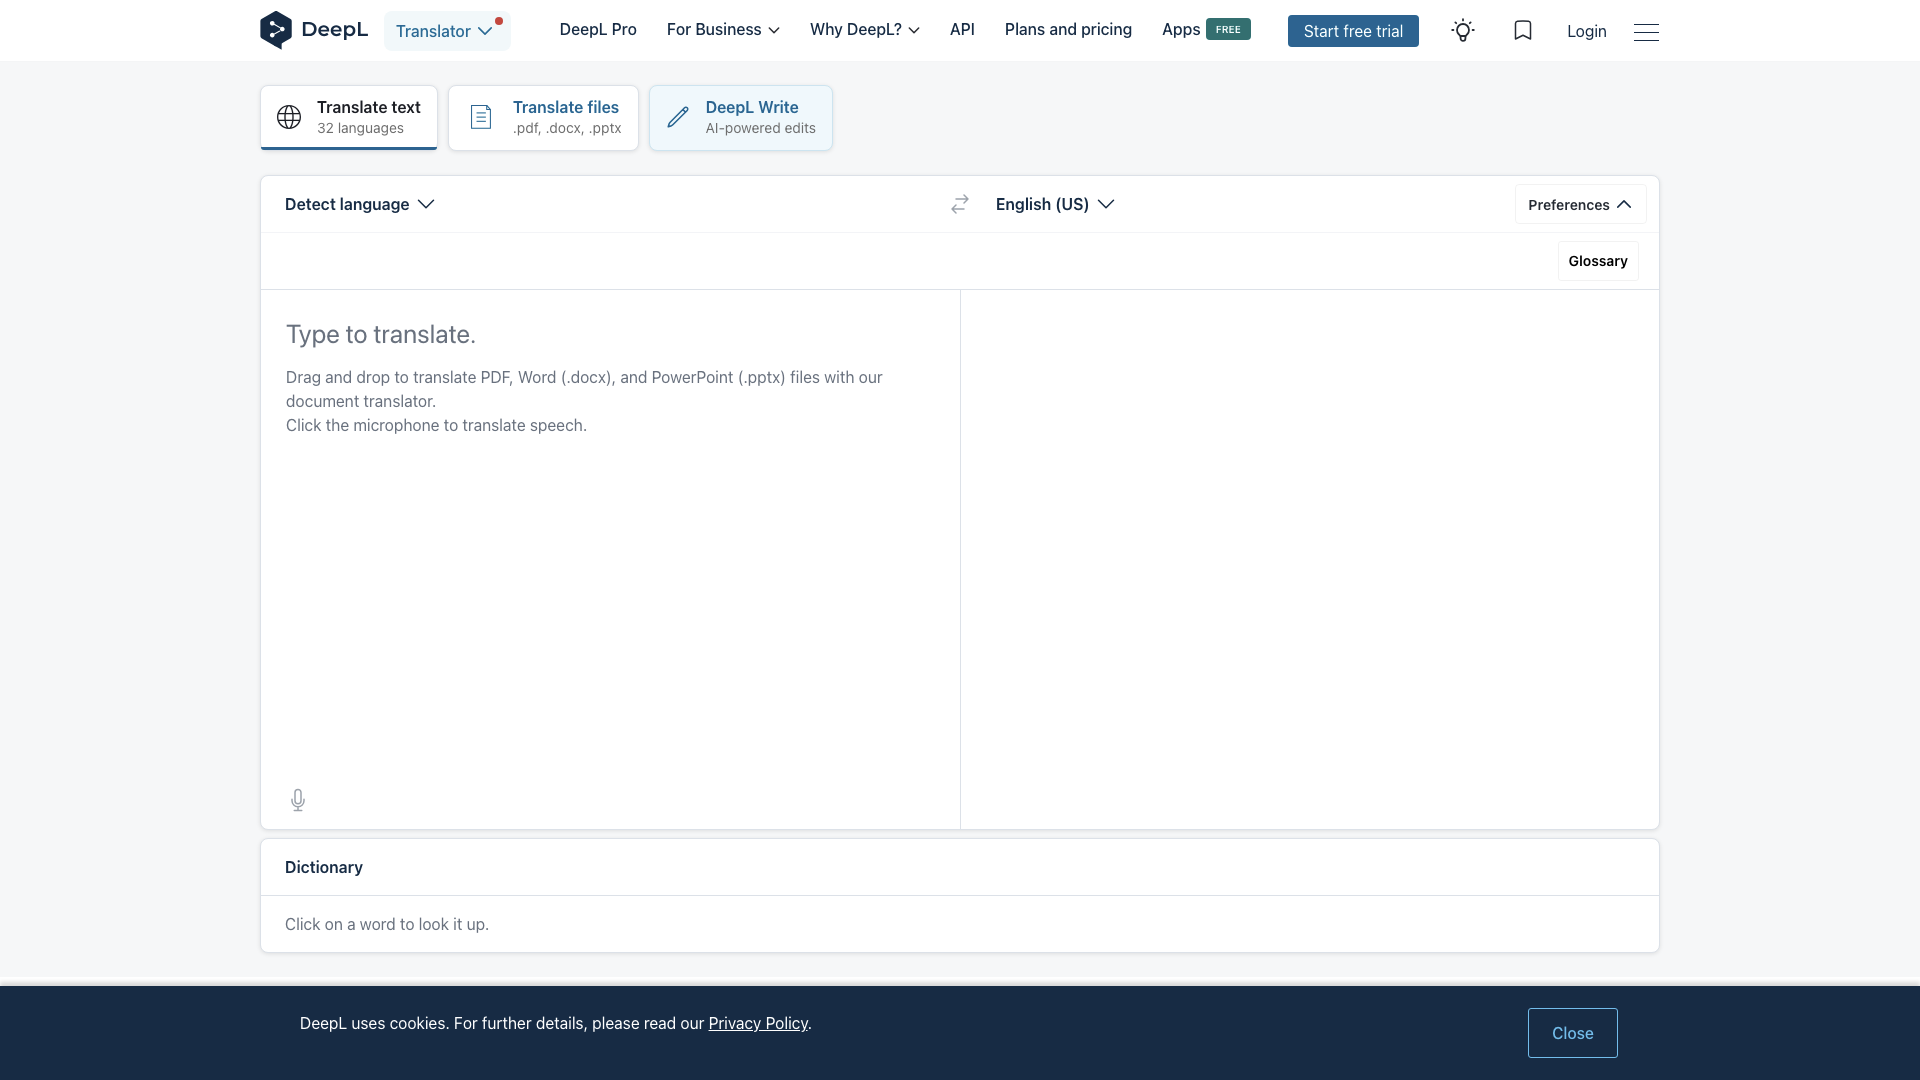 DeepL
Translator
DeepL Pro
For Business
Why DeepL?
API
Plans and pricing
Apps FREE
Start free trial
Login
Translate text
32 languages
Translate files
.pdf, .docx, .pptx
DeepL Write
AI-powered edits
Detect language
English (US)
Preferences
Glossary
Type to translate.
Drag and drop to translate PDF, Word (.docx), and PowerPoint (.pptx) files with our
document translator.
Click the microphone to translate speech.
Dictionary
Click on a word to look it up.
DeepL uses cookies. For further details, please read our Privacy Policy.
Close